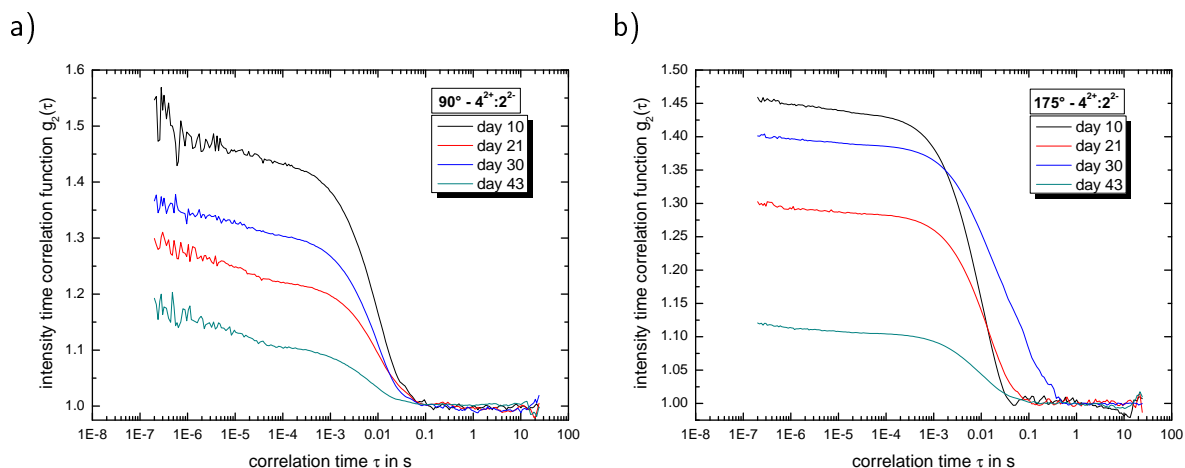 a)
intensity time correlation function g₂(τ)
1.6
1.5
1.4
1.3
1.2
1.1
1.0
90° - 4²⁺:2²⁻
day 10
day 21
day 30
day 43
1E-8 1E-7 1E-6 1E-5 1E-4 1E-3 0.01 0.1 1 10 100
correlation time τ in s
b)
intensity time correlation function g₂(τ)
1.50
1.45
1.40
1.35
1.30
1.25
1.20
1.15
1.10
1.05
1.00
175° - 4²⁺:2²⁻
day 10
day 21
day 30
day 43
1E-8 1E-7 1E-6 1E-5 1E-4 1E-3 0.01 0.1 1 10 100
correlation time τ in s